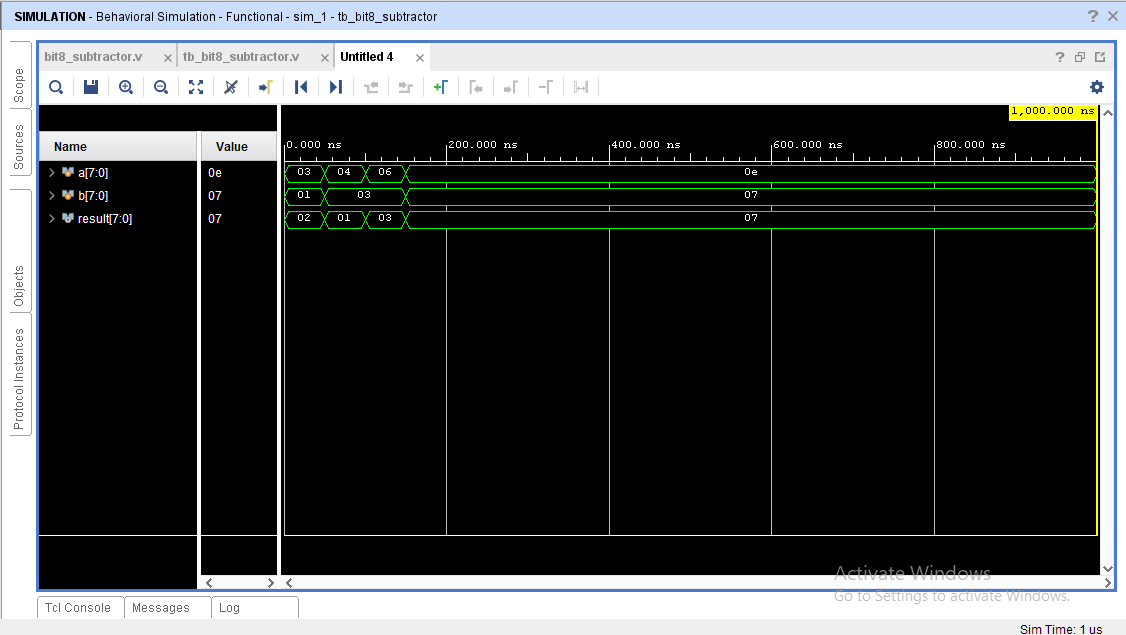 SIMULATION - Behavioral Simulation - Functional - sim_1 - tb_bit8_subtractor ? ×
bit8_subtractor.v × tb_bit8_subtractor.v × Untitled 4 × ?
Scope
Sources
Objects
Protocol Instances
1,000.000 ns
Name Value 0.000 ns 200.000 ns 400.000 ns 600.000 ns 800.000 ns
a[7:0] 0e 03 04 06 0e
b[7:0] 07 01 03 07
result[7:0] 07 02 01 03 07
Activate Windows
Go to Settings to activate Windows.
Tcl Console Messages Log
Sim Time: 1 us